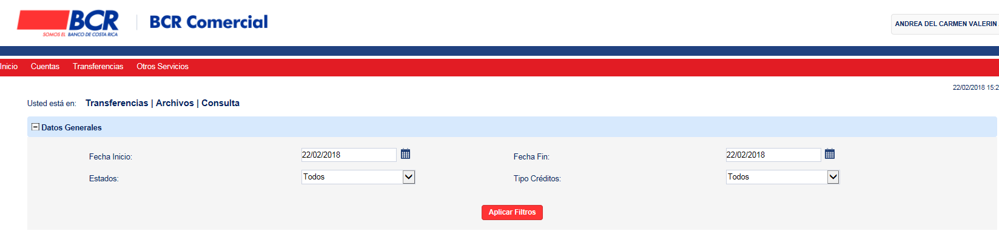 BCR
SOMOS EL BANCO DE COSTA RICA
BCR Comercial
ANDREA DEL CARMEN VALERIN
Inicio Cuentas Transferencias Otros Servicios
22/02/2018 15:2
Usted está en: Transferencias | Archivos | Consulta
Datos Generales
Fecha Inicio: 22/02/2018 Fecha Fin: 22/02/2018
Estados: Todos Tipo Créditos: Todos
Aplicar Filtros